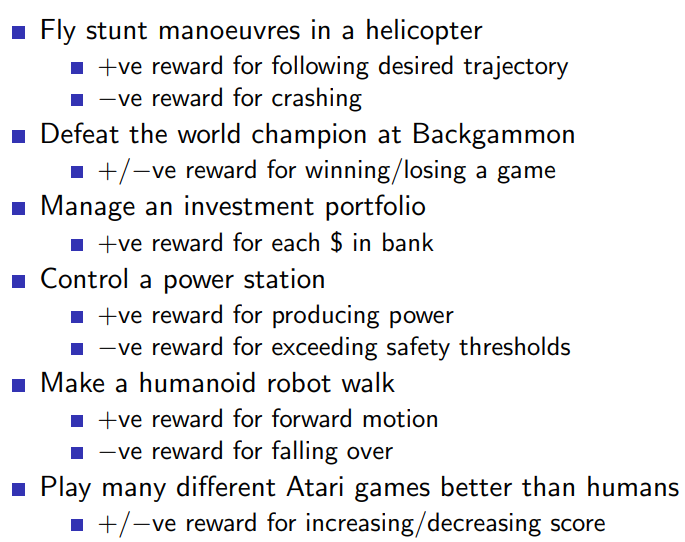 Fly stunt manoeuvres in a helicopter
+ve reward for following desired trajectory
−ve reward for crashing
Defeat the world champion at Backgammon
+/−ve reward for winning/losing a game
Manage an investment portfolio
+ve reward for each $ in bank
Control a power station
+ve reward for producing power
−ve reward for exceeding safety thresholds
Make a humanoid robot walk
+ve reward for forward motion
−ve reward for falling over
Play many different Atari games better than humans
+/−ve reward for increasing/decreasing score